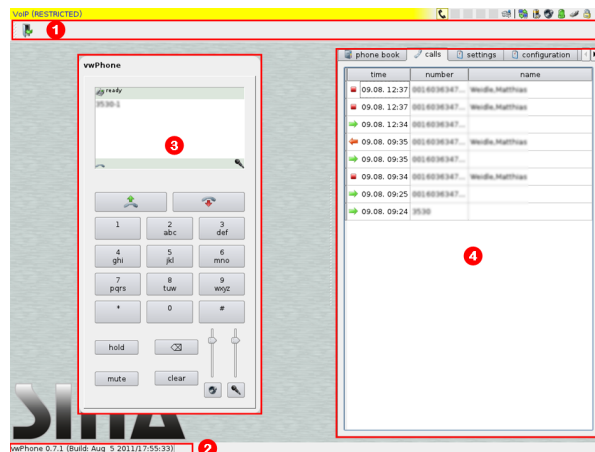 VoIP (RESTRICTED)
1
vwPhone
ready
3530-1
3
1
2
abc
3
def
4
ghi
5
jkl
6
mno
7
pqrs
8
tuw
9
wxyz
*
0
#
hold
mute
clear
phone book
calls
settings
configuration
time number name
09.08. 12:37
09.08. 12:37
09.08. 12:34
09.08. 09:35
09.08. 09:35
09.08. 09:34
09.08. 09:25
09.08. 09:24 3530
4
SINA
vwPhone 0.7.1 (Build: Aug 5 2011/17:55:33)
2